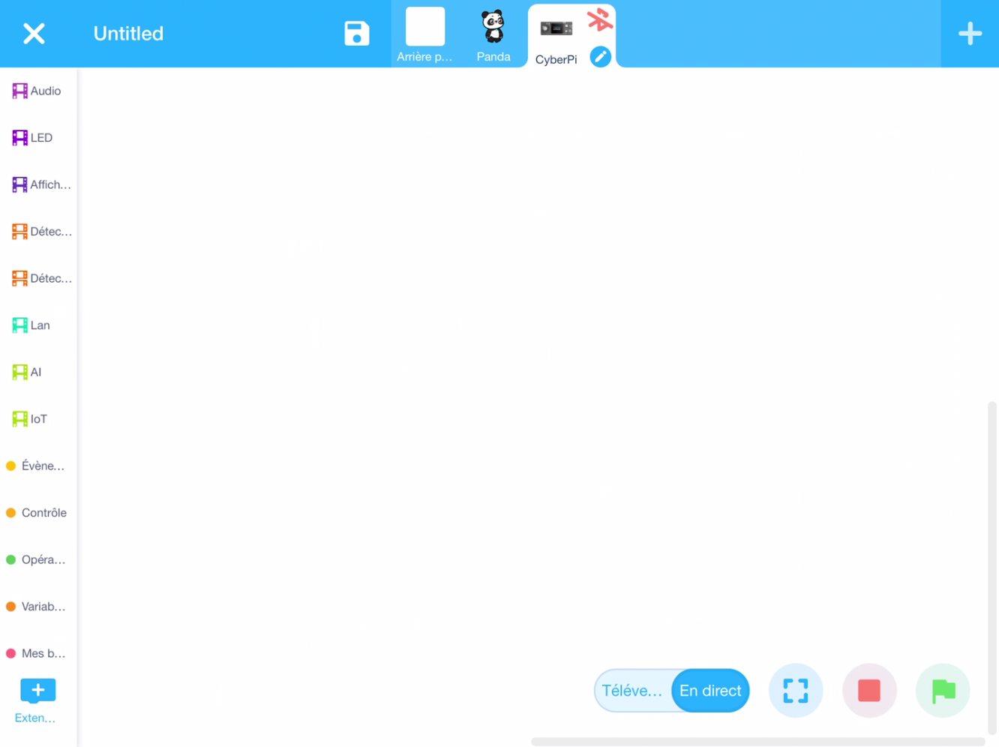 Untitled
Arrière p...
Panda
CyberPi
Audio
LED
Affich...
Détec...
Détec...
Lan
AI
IoT
Évène...
Contrôle
Opéra...
Variab...
Mes b...
Exten...
Téléve...
En direct